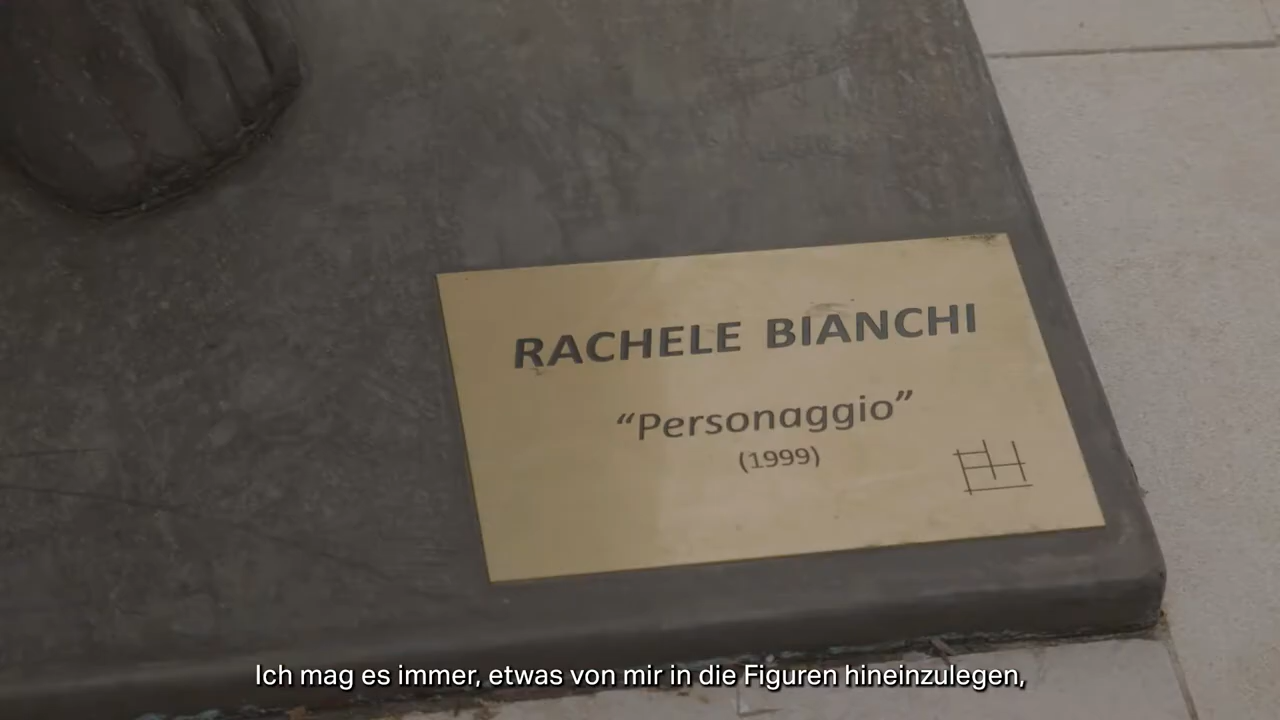 RACHELE BIANCHI
“Personaggio”
(1999)
Ich mag es immer, etwas von mir in die Figuren hineinzulegen,